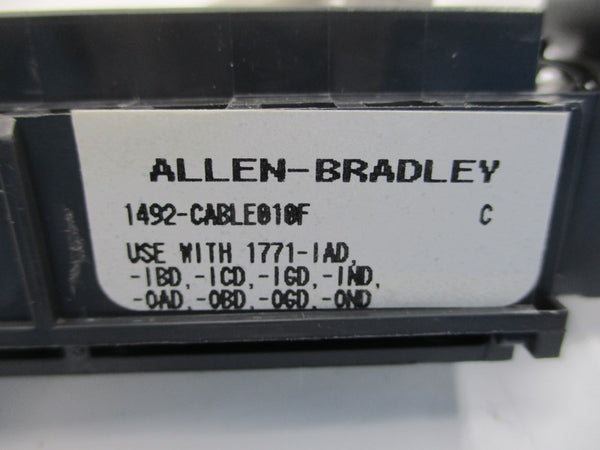 ALLEN-BRADLEY
1492-CABLE010F C
USE WITH 1771-IAD,
-IBD,-ICD,-IGD,-IND,
-OAD,-OBD,-OGD,-OND